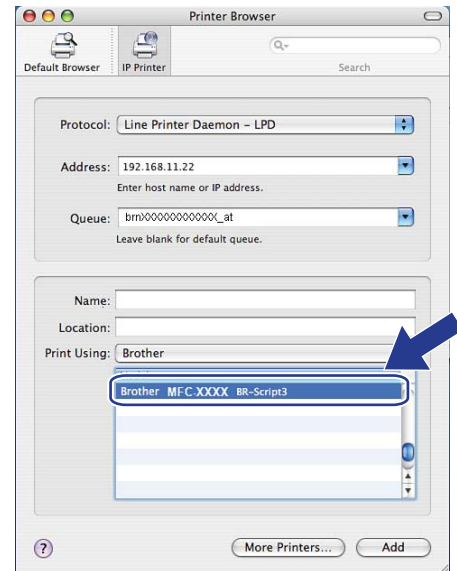 Printer Browser
Default Browser
IP Printer
Q-
Search
Protocol: Line Printer Daemon – LPD
Address: 192.168.11.22
Enter host name or IP address.
Queue: brnXXXXXXXXXXXX_at
Leave blank for default queue.
Name:
Location:
Print Using: Brother
Brother MFC-XXXX BR-Script3
?
More Printers...
Add